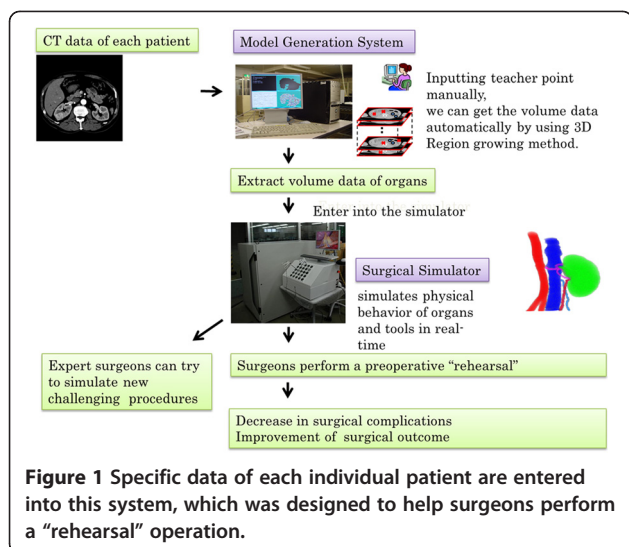 CT data of each patient
Model Generation System
Inputting teacher point
manually,
we can get the volume data
automatically by using 3D
Region growing method.
Extract volume data of organs
Enter into the simulator
Surgical Simulator
simulates physical
behavior of organs
and tools in real-
time
Expert surgeons can try
to simulate new
challenging procedures
Surgeons perform a preoperative “rehearsal”
Decrease in surgical complications
Improvement of surgical outcome
Figure 1 Specific data of each individual patient are entered
into this system, which was designed to help surgeons perform
a “rehearsal” operation.